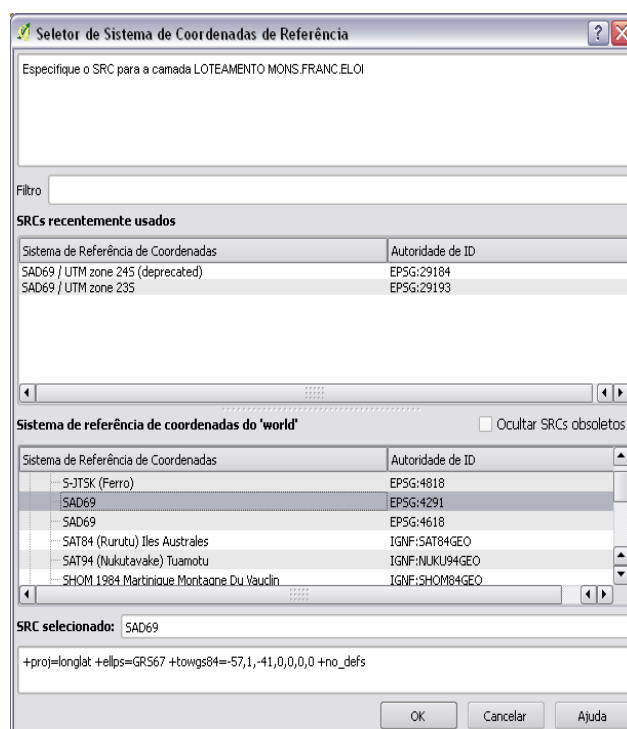 Seletor de Sistema de Coordenadas de Referência
Especifique o SRC para a camada LOTEAMENTO MONS.FRANC.ELOI
Filtro
SRCs recentemente usados
Sistema de Referência de Coordenadas Autoridade de ID
SAD69 / UTM zone 24S (deprecated) EPSG:29184
SAD69 / UTM zone 23S EPSG:29193
Sistema de referência de coordenadas do 'world' Ocultar SRCs obsoletos
Sistema de Referência de Coordenadas Autoridade de ID
S-JTSK (Ferro) EPSG:4818
SAD69 EPSG:4291
SAD69 EPSG:4618
SAT84 (Rurutu) Iles Australes IGNF:SAT84GEO
SAT94 (Nukutavake) Tuamotu IGNF:NUKU94GEO
SHOM 1984 Martinique Montagne Du Vauclin IGNF:SHOM84GEO
SRC selecionado: SAD69
+proj=longlat +ellps=GRS67 +towgs84=-57,1,-41,0,0,0,0 +no_defs
OK Cancelar Ajuda